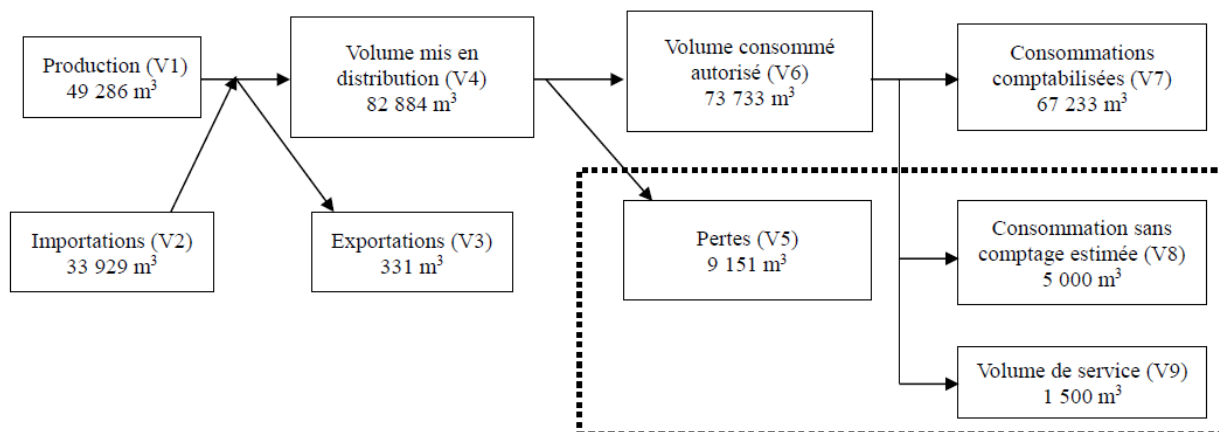 Production (V1)
49 286 m³
Volume mis en
distribution (V4)
82 884 m³
Volume consommé
autorisé (V6)
73 733 m³
Consommations
comptabilisées (V7)
67 233 m³
Importations (V2)
33 929 m³
Exportations (V3)
331 m³
Pertes (V5)
9 151 m³
Consommation sans
comptage estimée (V8)
5 000 m³
Volume de service (V9)
1 500 m³